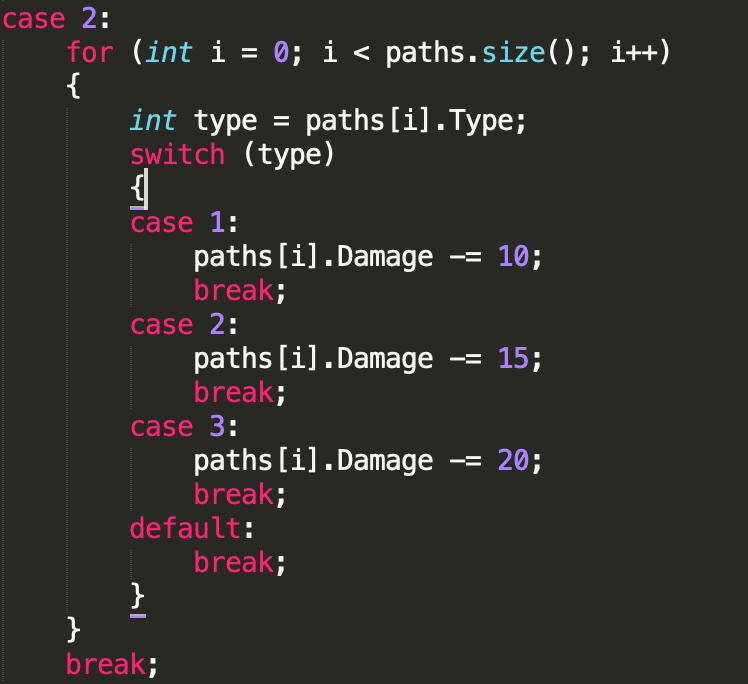 case 2:
    for (int i = 0; i < paths.size(); i++)
    {
        int type = paths[i].Type;
        switch (type)
        {
        case 1:
            paths[i].Damage -= 10;
            break;
        case 2:
            paths[i].Damage -= 15;
            break;
        case 3:
            paths[i].Damage -= 20;
            break;
        default:
            break;
        }
    }
    break;